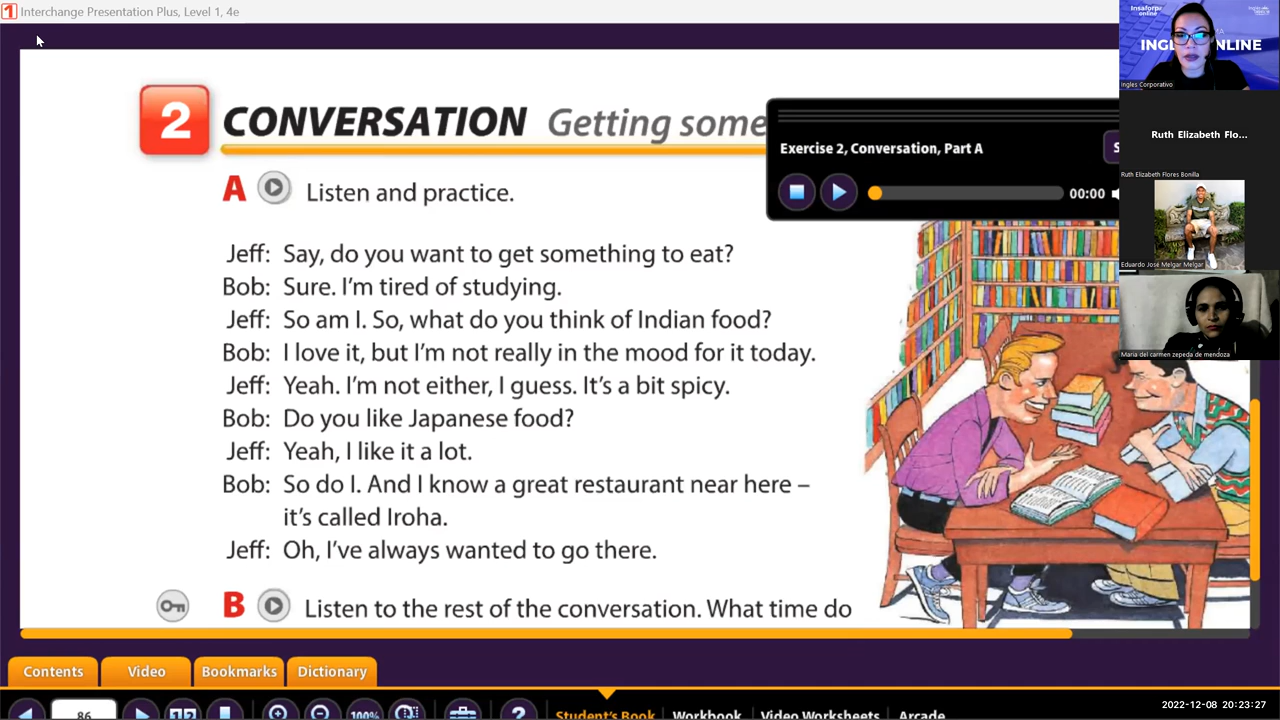 Interchange Presentation Plus, Level 1, 4e
2 CONVERSATION Getting some
Exercise 2, Conversation, Part A
00:00
A Listen and practice.
Jeff: Say, do you want to get something to eat?
Bob: Sure. I'm tired of studying.
Jeff: So am I. So, what do you think of Indian food?
Bob: I love it, but I'm not really in the mood for it today.
Jeff: Yeah. I'm not either, I guess. It's a bit spicy.
Bob: Do you like Japanese food?
Jeff: Yeah, I like it a lot.
Bob: So do I. And I know a great restaurant near here –
it's called Iroha.
Jeff: Oh, I've always wanted to go there.
B Listen to the rest of the conversation. What time do
Contents Video Bookmarks Dictionary
86 100% ?
Student's Book Workbook Video Worksheets Arcade
Insaforp
online
INGL NLINE
Ingles Corporativo
Ruth Elizabeth Flo...
Ruth Elizabeth Flores Bonilla
Eduardo José Melgar Melgar
Maria del carmen zepeda de mendoza
2022-12-08 20:23:27